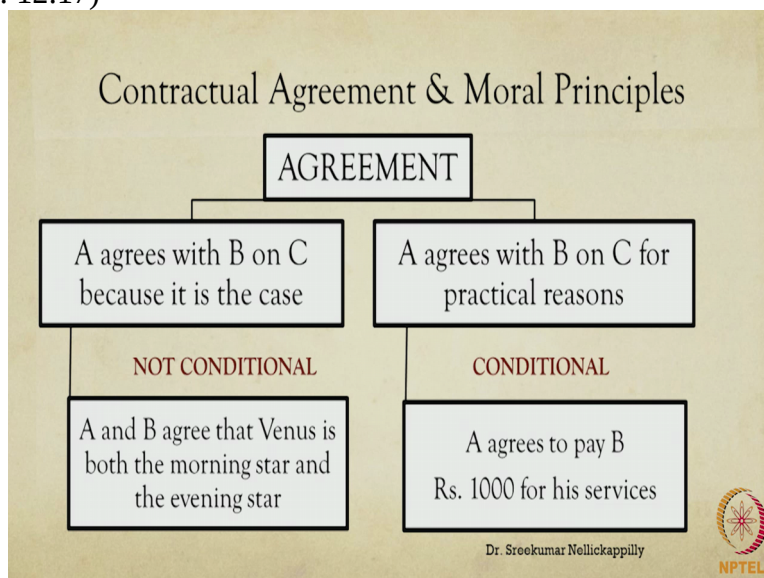 : 12:17)
Contractual Agreement & Moral Principles
AGREEMENT
A agrees with B on C
because it is the case
A agrees with B on C for
practical reasons
NOT CONDITIONAL
CONDITIONAL
A and B agree that Venus is
both the morning star and
the evening star
A agrees to pay B
Rs. 1000 for his services
Dr. Sreekumar Nellickappilly
NPTEL